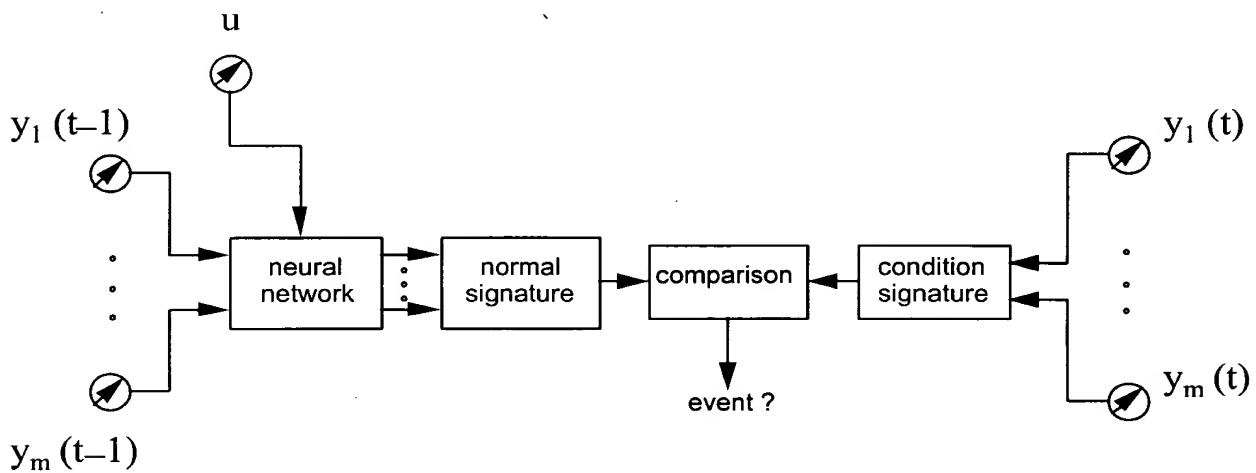 u
y₁ (t–1)
y₁ (t)
neural
network
normal
signature
comparison
condition
signature
event ?
yₘ (t–1)
yₘ (t)